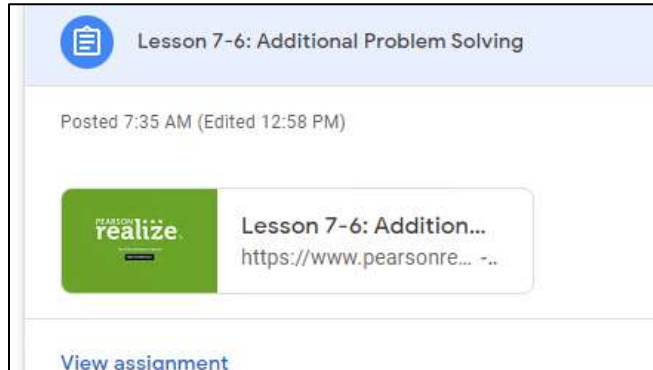 Lesson 7-6: Additional Problem Solving
Posted 7:35 AM (Edited 12:58 PM)
PEARSON
realize
Lesson 7-6: Addition...
https://www.pearsonre... -..
View assignment